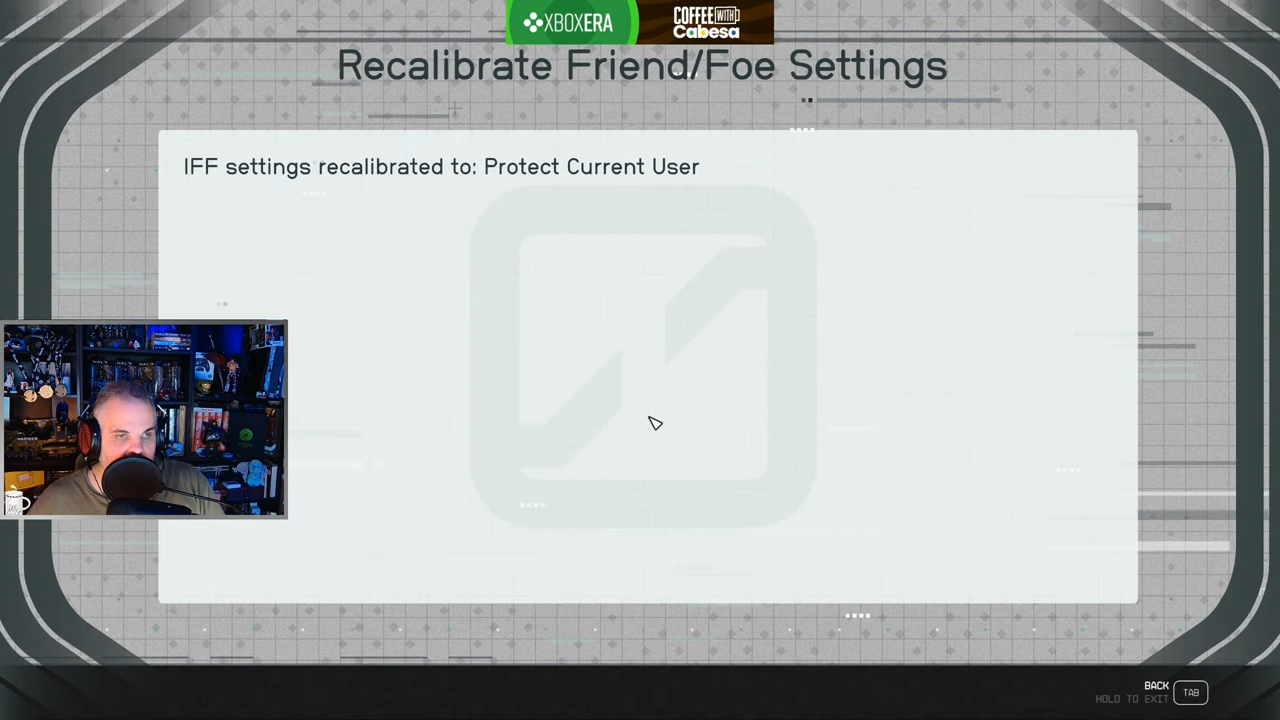 XBOXERA
COFFEE WITH
Cabesa
Recalibrate Friend/Foe Settings
IFF settings recalibrated to: Protect Current User
BACK
HOLD TO EXIT
TAB